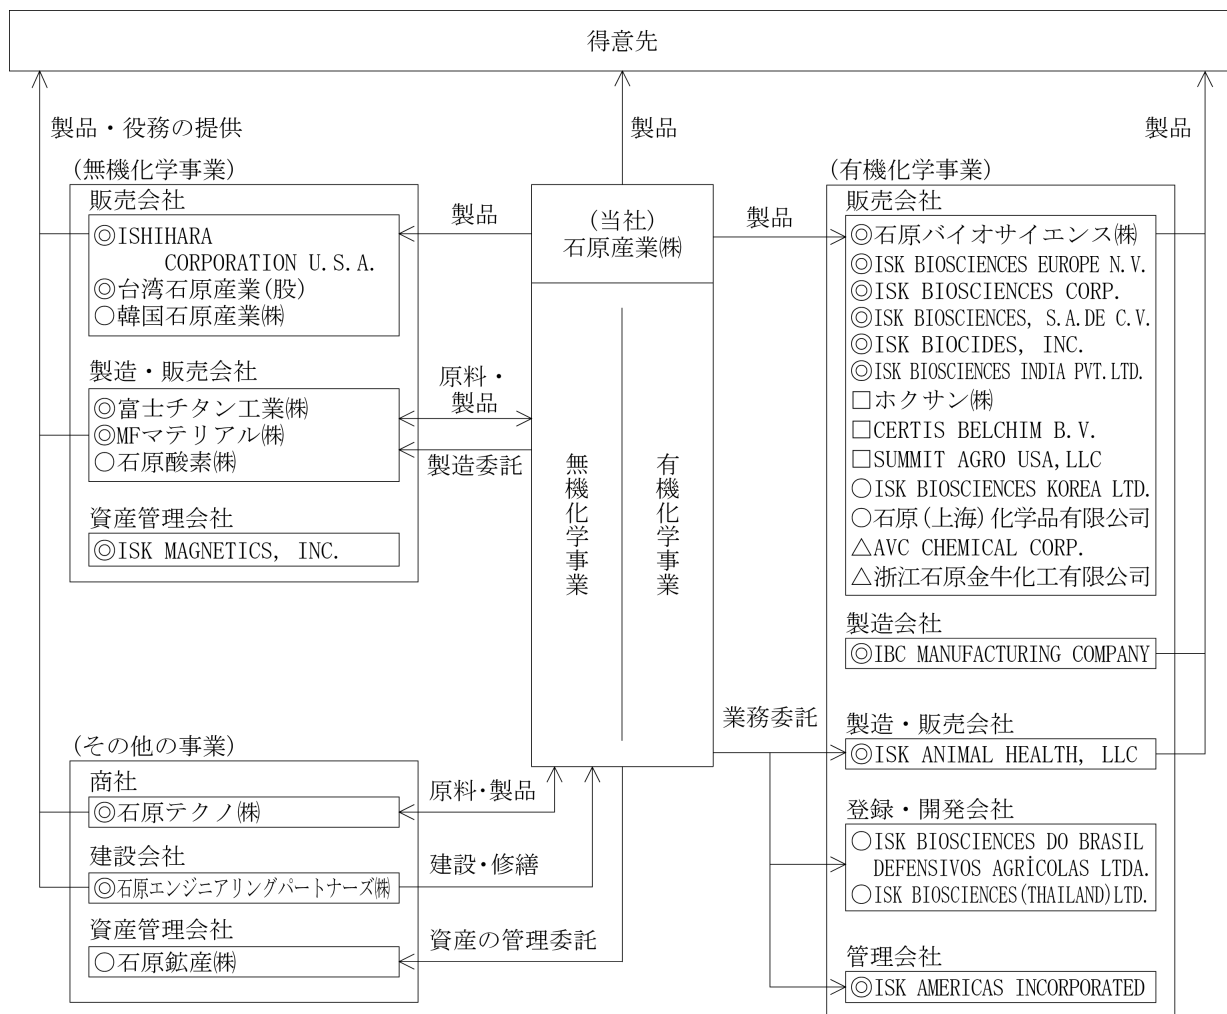 得意先
製品・役務の提供
製品
製品
(無機化学事業)
販売会社
◎ISHIHARA
CORPORATION U.S.A.
◎台湾石原産業(股)
○韓国石原産業㈱
製造・販売会社
◎富士チタン工業㈱
◎MFマテリアル㈱
○石原酸素㈱
資産管理会社
◎ISK MAGNETICS, INC.
製品
原料・
製品
製造委託
(当社)
石原産業㈱
無機化学事業
有機化学事業
製品
業務委託
(有機化学事業)
販売会社
◎石原バイオサイエンス㈱
◎ISK BIOSCIENCES EUROPE N.V.
◎ISK BIOSCIENCES CORP.
◎ISK BIOSCIENCES, S.A.DE C.V.
◎ISK BIOCIDES, INC.
◎ISK BIOSCIENCES INDIA PVT.LTD.
□ホクサン㈱
□CERTIS BELCHIM B.V.
□SUMMIT AGRO USA,LLC
○ISK BIOSCIENCES KOREA LTD.
○石原(上海)化学品有限公司
△AVC CHEMICAL CORP.
△浙江石原金牛化工有限公司
製造会社
◎IBC MANUFACTURING COMPANY
製造・販売会社
◎ISK ANIMAL HEALTH, LLC
登録・開発会社
○ISK BIOSCIENCES DO BRASIL
DEFENSIVOS AGRÍCOLAS LTDA.
○ISK BIOSCIENCES(THAILAND)LTD.
管理会社
◎ISK AMERICAS INCORPORATED
(その他の事業)
商社
◎石原テクノ㈱
建設会社
◎石原エンジニアリングパートナーズ㈱
資産管理会社
○石原鉱産㈱
原料・製品
建設・修繕
資産の管理委託